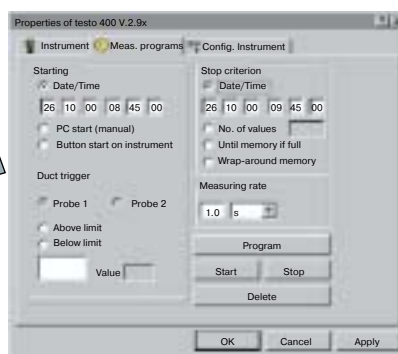 Properties of testo 400 V.2.9x
Instrument Meas. programs Config. Instrument
Starting
Date/Time
26 10 00 08 45 00
PC start (manual)
Button start on instrument
Duct trigger
Probe 1 Probe 2
Above limit
Below limit
Value
Stop criterion
Date/Time
26 10 00 09 45 00
No. of values
Until memory if full
Wrap-around memory
Measuring rate
1.0 s
Program
Start Stop
Delete
OK Cancel Apply